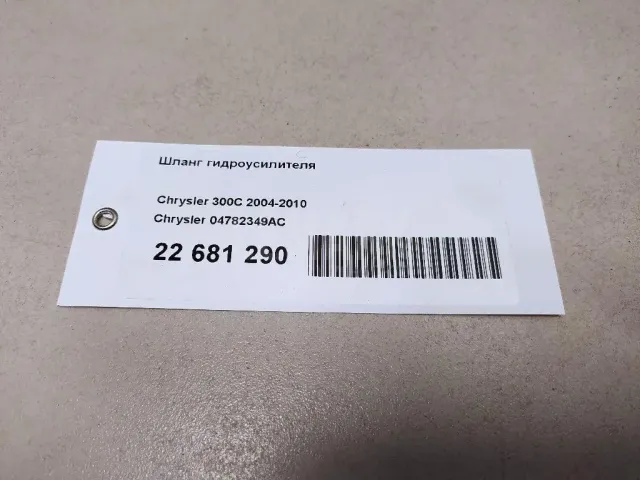 Шланг гидроусилителя
Chrysler 300C 2004-2010
Chrysler 04782349AC
22 681 290